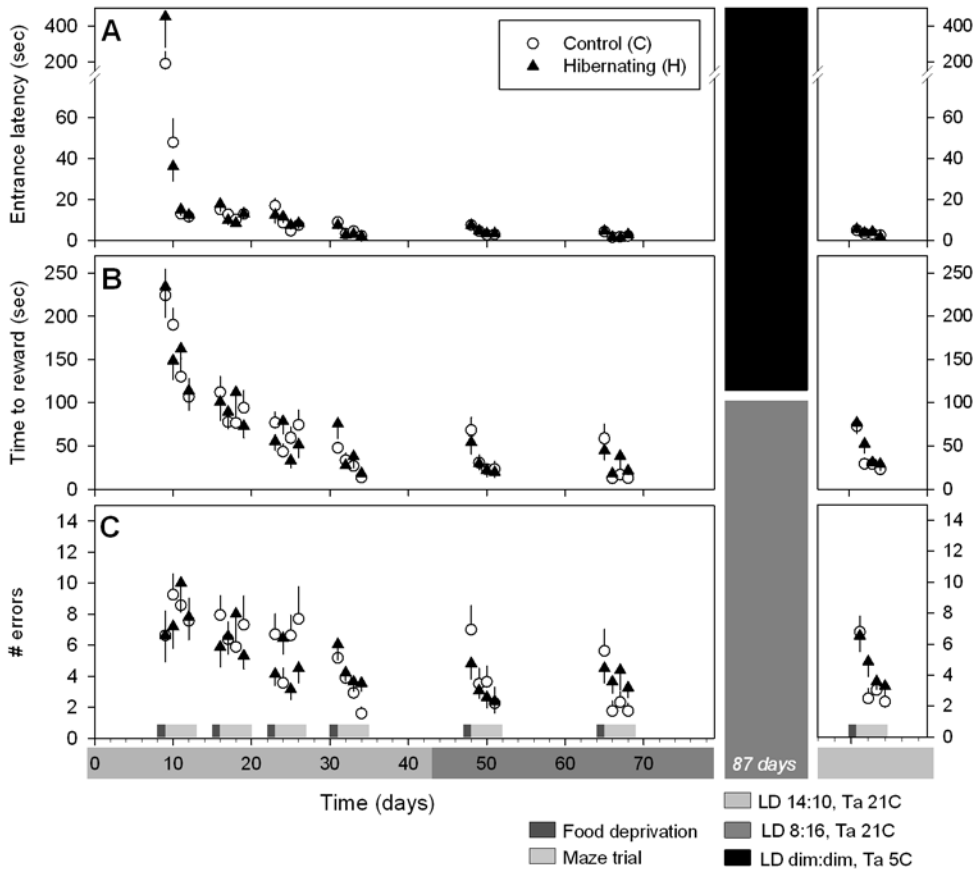 A
Entrance latency (sec)
400
200
60
40
20
0
Control (C)
Hibernating (H)
400
200
60
40
20
0
B
Time to reward (sec)
250
200
150
100
50
0
250
200
150
100
50
0
C
# errors
14
12
10
8
6
4
2
0
14
12
10
8
6
4
2
0
0 10 20 30 40 50 60 70
87 days
Time (days)
Food deprivation
Maze trial
LD 14:10, Ta 21C
LD 8:16, Ta 21C
LD dim:dim, Ta 5C